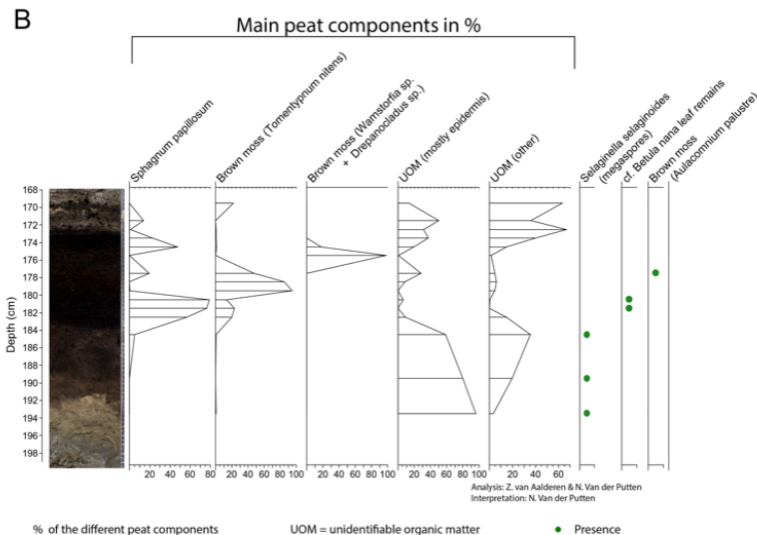 B
Main peat components in %
Sphagnum papillosum
Brown moss (Tomentypnum nitens)
Brown moss (Warnstorfia sp.
+ Drepanocladus sp.)
UOM (mostly epidermis)
UOM (other)
Selaginella selaginoides
(megaspores)
cf. Betula nana leaf remains
Brown moss
(Aulacomnium palustre)
Depth (cm)
168
170
172
174
176
178
180
182
184
186
188
190
192
194
196
198
20 40 60 80
20 40 60 80 100
20 40 60 80 100
20 40 60 80 100
20 40 60
Analysis: Z. van Aalderen & N. Van der Putten
Interpretation: N. Van der Putten
% of the different peat components
UOM = unidentifiable organic matter
Presence